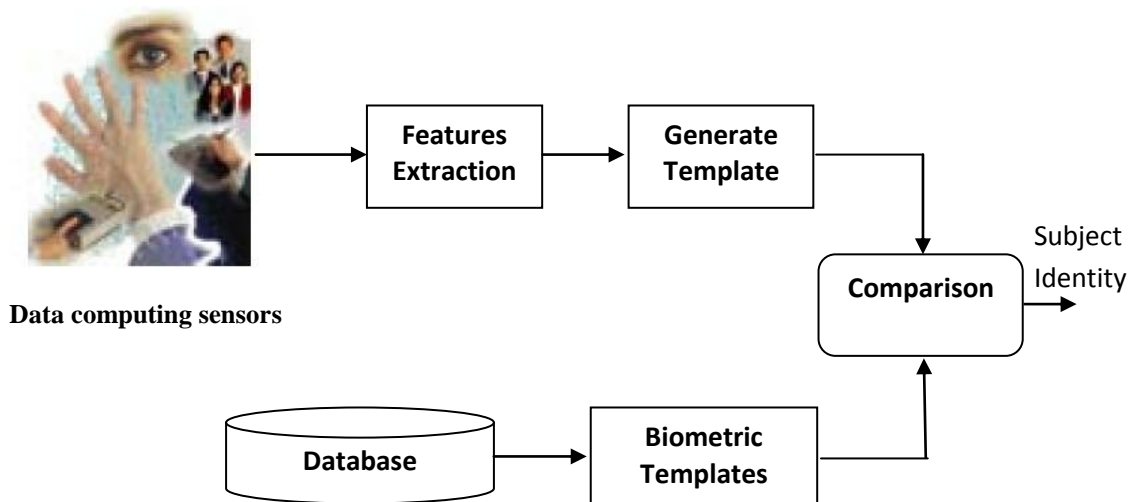 Features
Extraction
Generate
Template
Subject
Identity
Comparison
Data computing sensors
Database
Biometric
Templates